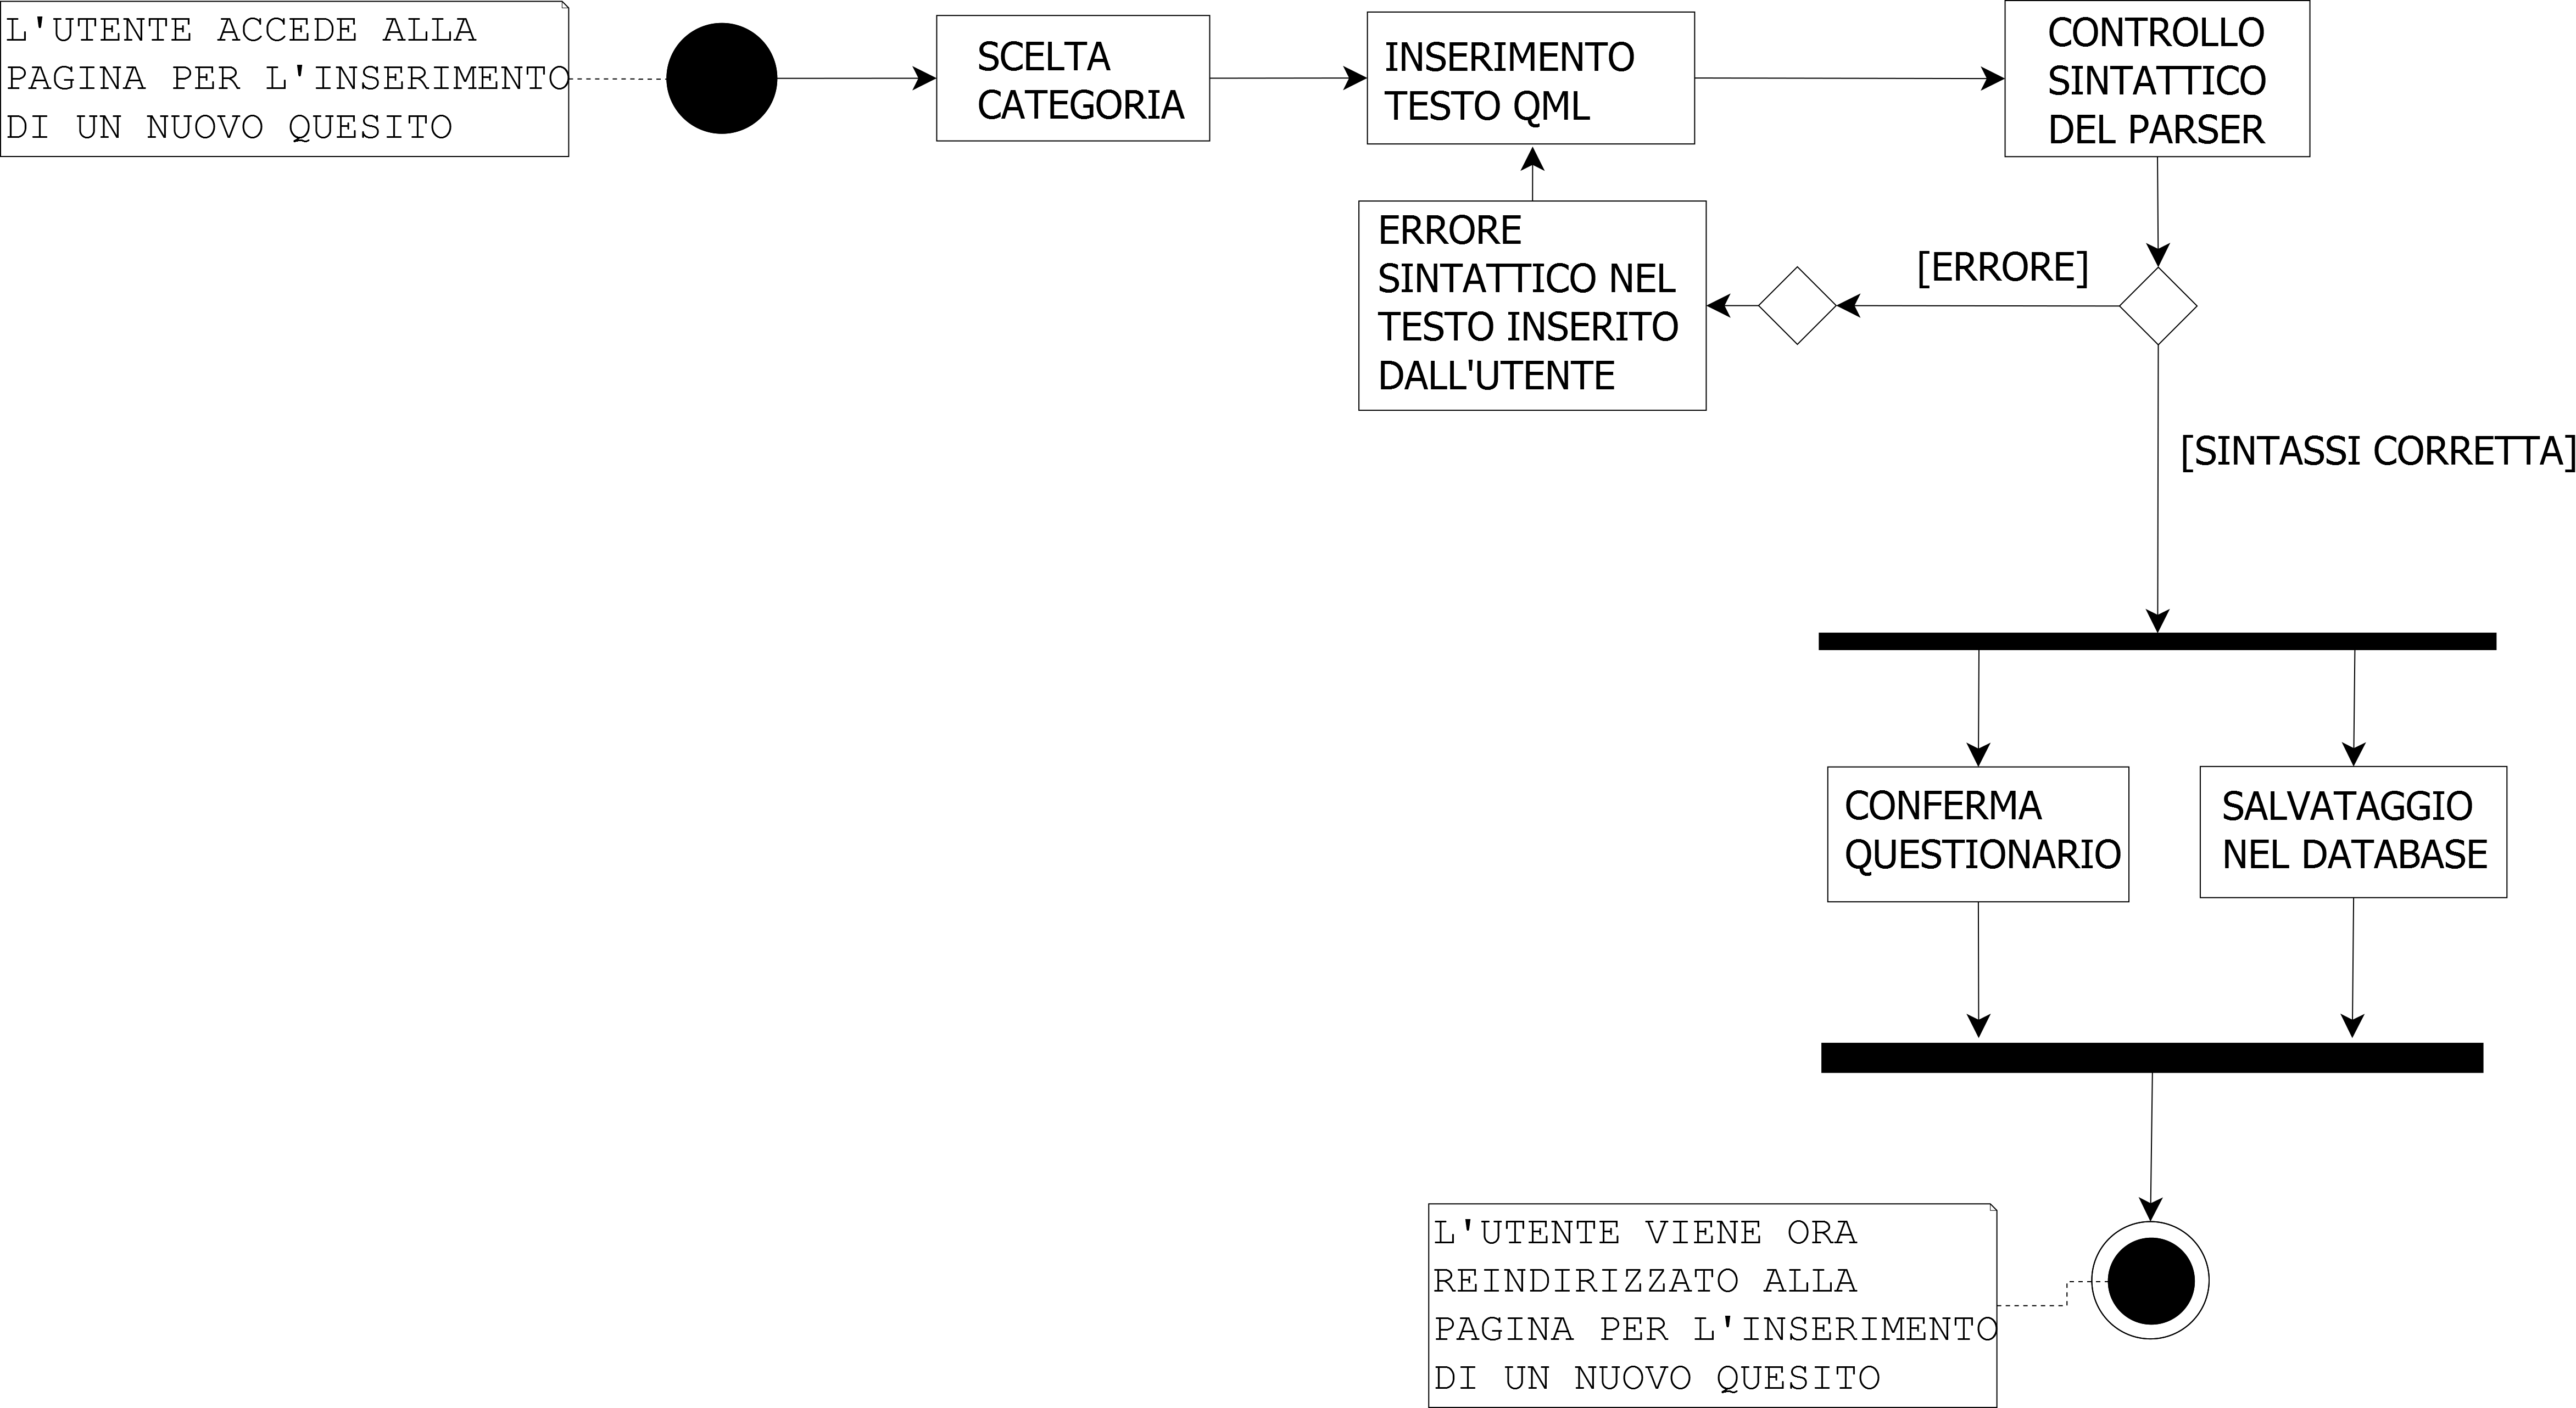 L'UTENTE ACCEDE ALLA
PAGINA PER L'INSERIMENTO
DI UN NUOVO QUESITO
SCELTA
CATEGORIA
INSERIMENTO
TESTO QML
CONTROLLO
SINTATTICO
DEL PARSER
ERRORE
SINTATTICO NEL
TESTO INSERITO
DALL'UTENTE
[ERRORE]
[SINTASSI CORRETTA]
CONFERMA
QUESTIONARIO
SALVATAGGIO
NEL DATABASE
L'UTENTE VIENE ORA
REINDIRIZZATO ALLA
PAGINA PER L'INSERIMENTO
DI UN NUOVO QUESITO